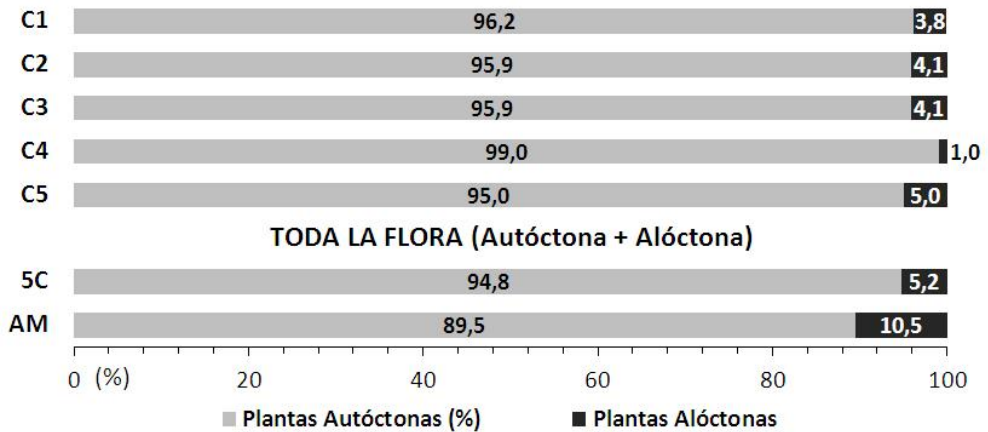 C1 96,2 3,8
C2 95,9 4,1
C3 95,9 4,1
C4 99,0 1,0
C5 95,0 5,0
TODA LA FLORA (Autóctona + Alóctona)
5C 94,8 5,2
AM 89,5 10,5
0 (%) 20 40 60 80 100
Plantas Autóctonas (%) Plantas Alóctonas